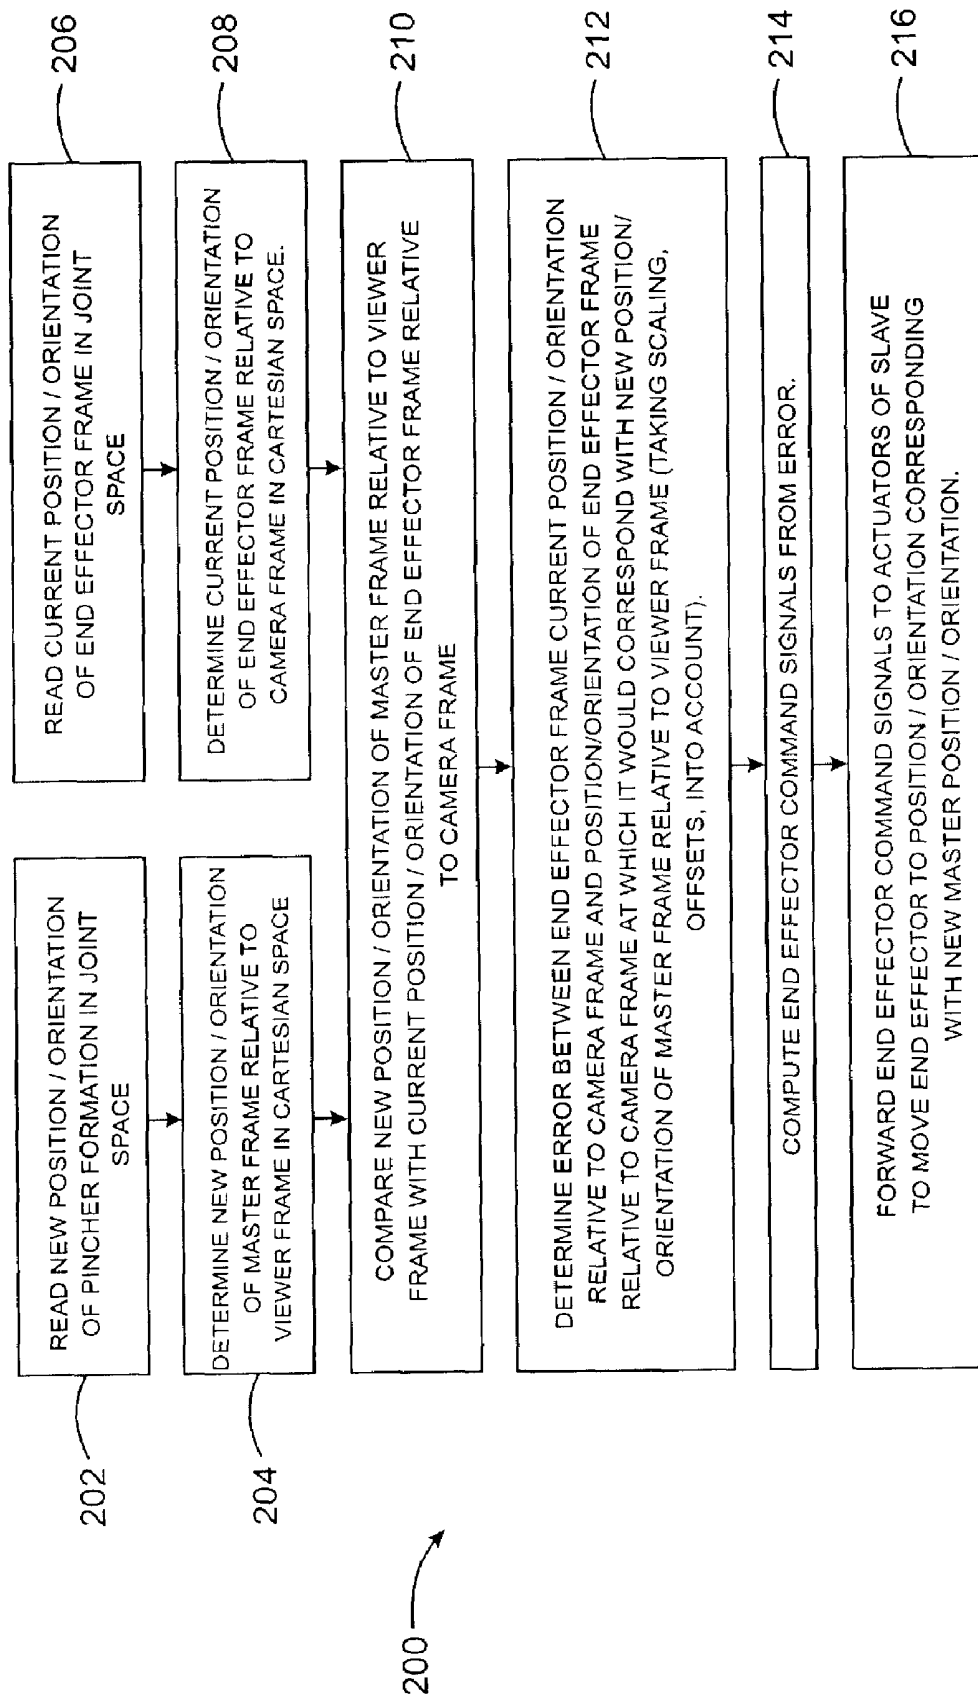 200
202
READ NEW POSITION / ORIENTATION
OF PINCHER FORMATION IN JOINT
SPACE
204
DETERMINE NEW POSITION / ORIENTATION
OF MASTER FRAME RELATIVE TO
VIEWER FRAME IN CARTESIAN SPACE
206
READ CURRENT POSITION / ORIENTATION
OF END EFFECTOR FRAME IN JOINT
SPACE
208
DETERMINE CURRENT POSITION / ORIENTATION
OF END EFFECTOR FRAME RELATIVE TO
CAMERA FRAME IN CARTESIAN SPACE.
210
COMPARE NEW POSITION / ORIENTATION OF MASTER FRAME RELATIVE TO VIEWER
FRAME WITH CURRENT POSITION / ORIENTATION OF END EFFECTOR FRAME RELATIVE
TO CAMERA FRAME
212
DETERMINE ERROR BETWEEN END EFFECTOR FRAME CURRENT POSITION / ORIENTATION
RELATIVE TO CAMERA FRAME AND POSITION/ORIENTATION OF END EFFECTOR FRAME
RELATIVE TO CAMERA FRAME AT WHICH IT WOULD CORRESPOND WITH NEW POSITION/
ORIENTATION OF MASTER FRAME RELATIVE TO VIEWER FRAME (TAKING SCALING,
OFFSETS, INTO ACCOUNT).
214
COMPUTE END EFFECTOR COMMAND SIGNALS FROM ERROR.
216
FORWARD END EFFECTOR COMMAND SIGNALS TO ACTUATORS OF SLAVE
TO MOVE END EFFECTOR TO POSITION / ORIENTATION CORRESPONDING
WITH NEW MASTER POSITION / ORIENTATION.